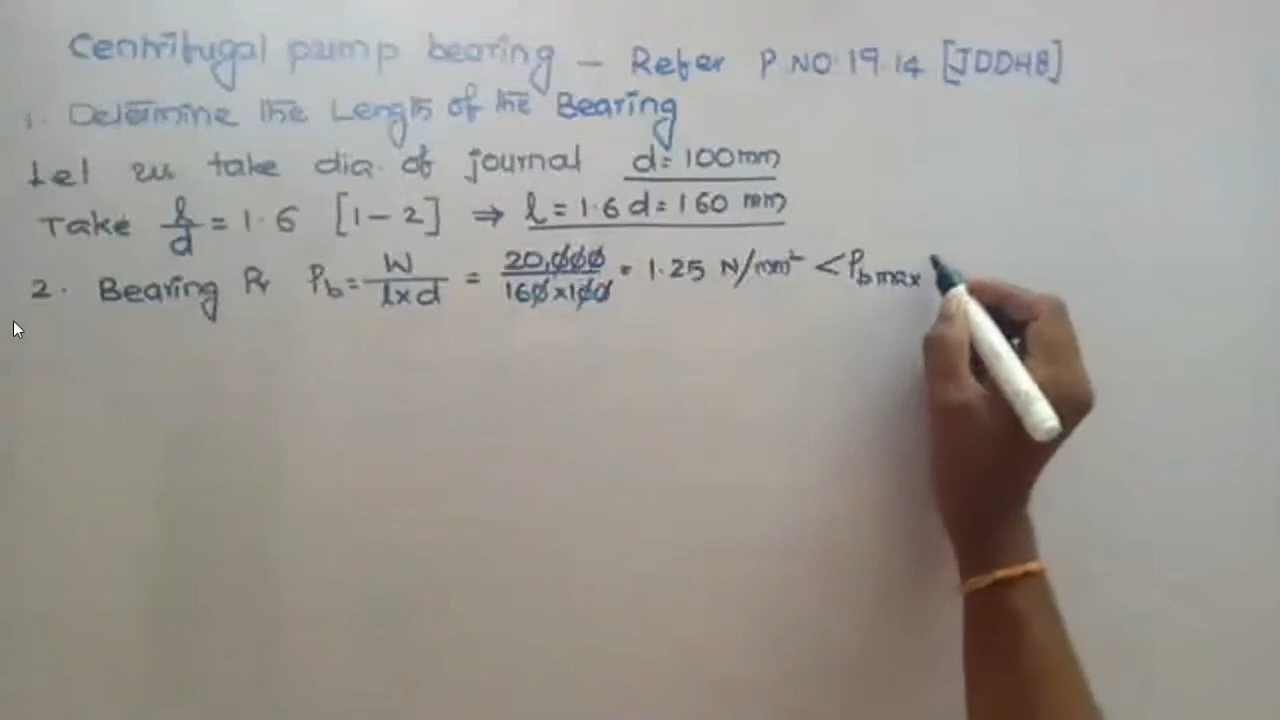 Centrifugal pump bearing – Refer P.NO 19.14 [JDDHB]
1. Determine the Length of the Bearing
Let us take dia. of journal d = 100mm
Take l/d = 1.6 [1-2] ⇒ l = 1.6 d = 160 mm
2. Bearing Pr P_b = W/(l×d) = 20,000/(160×100) = 1.25 N/mm² < P_b max